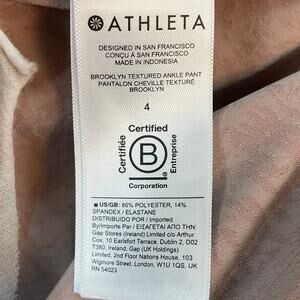 ATHLETA
DESIGNED IN SAN FRANCISCO
CONÇU À SAN FRANCISCO
MADE IN INDONESIA
BROOKLYN TEXTURED ANKLE PANT
PANTALON CHEVILLE TEXTURÉ
BROOKLYN
4
Certified
Certifiée
B
Entreprise
Corporation
US/GB: 86% POLYESTER, 14%
SPANDEX / ELASTANE
DISTRIBUIDO POR / Imported
By/Importe Par / ΕΙΣΑΓΕΤΑΙ ΑΠΟ ΤΗΝ
Gap Stores (Ireland) Limited c/o Arthur
Cox, 10 Earlsfort Terrace, Dublin 2, D02
T380, Ireland, Gap (UK Holdings)
Limited, 2nd Floor Nations House, 103
Wigmore Street, London, W1U 1QS, UK
RN 54023